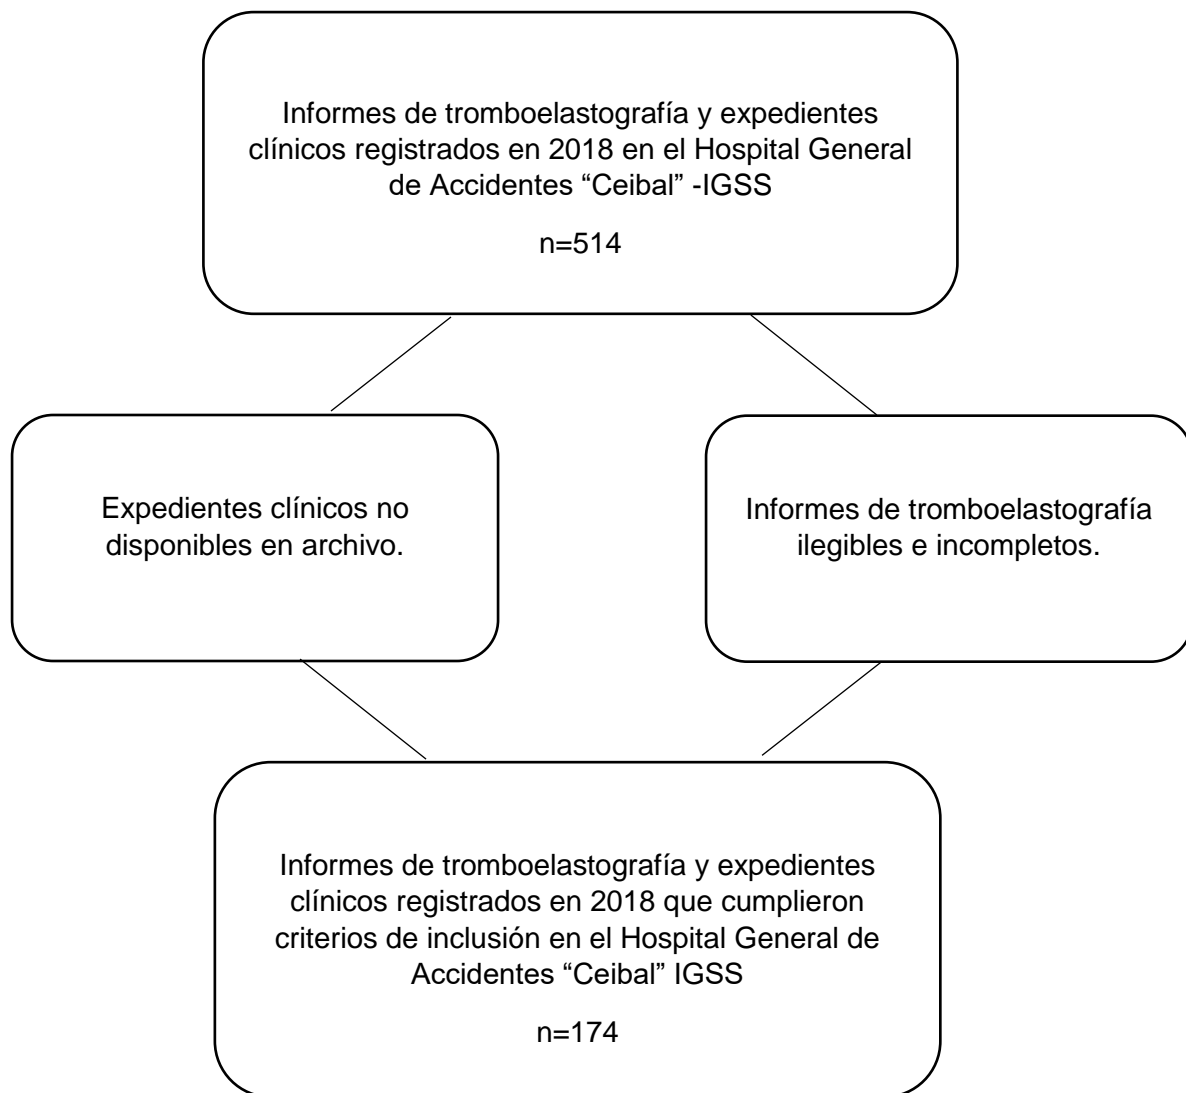 Informes de tromboelastografía y expedientes
clínicos registrados en 2018 en el Hospital General
de Accidentes “Ceibal” -IGSS
n=514
Expedientes clínicos no
disponibles en archivo.
Informes de tromboelastografía
ilegibles e incompletos.
Informes de tromboelastografía y expedientes
clínicos registrados en 2018 que cumplieron
criterios de inclusión en el Hospital General de
Accidentes “Ceibal” IGSS
n=174